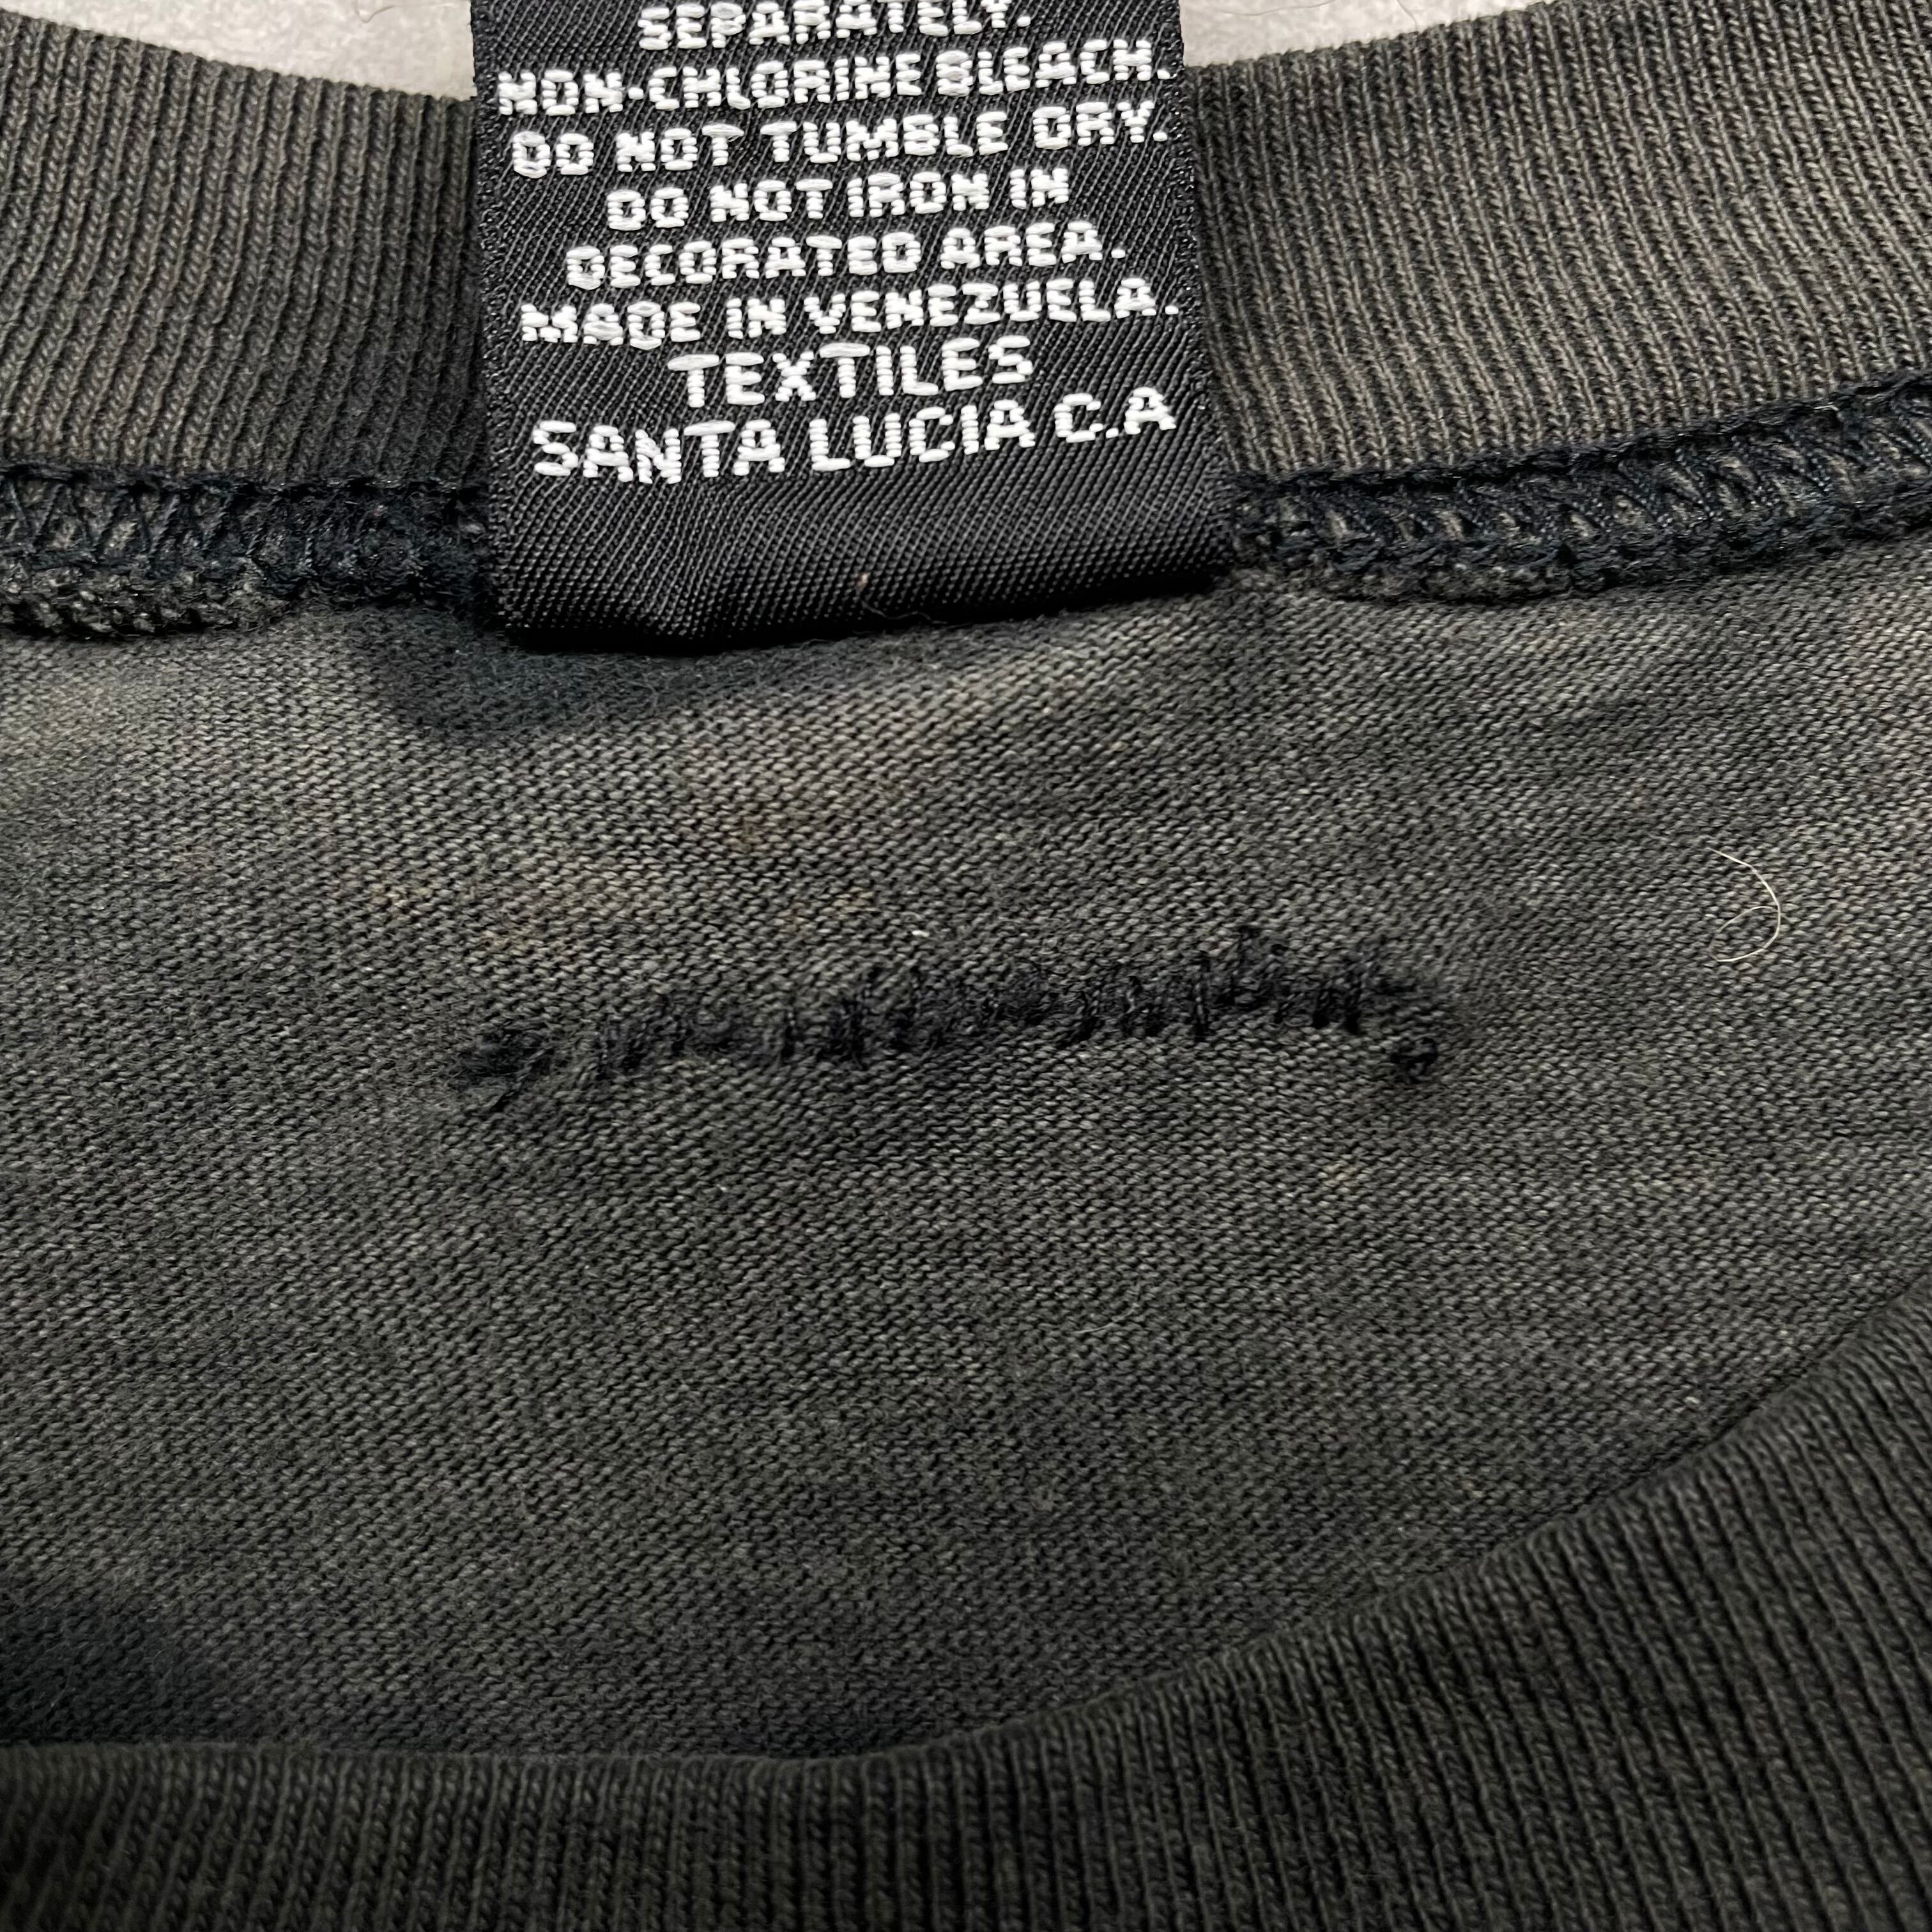 SEPARATELY.
NON-CHLORINE BLEACH.
DO NOT TUMBLE DRY.
DO NOT IRON IN
DECORATED AREA.
MADE IN VENEZUELA.
TEXTILES
SANTA LUCIA C.A